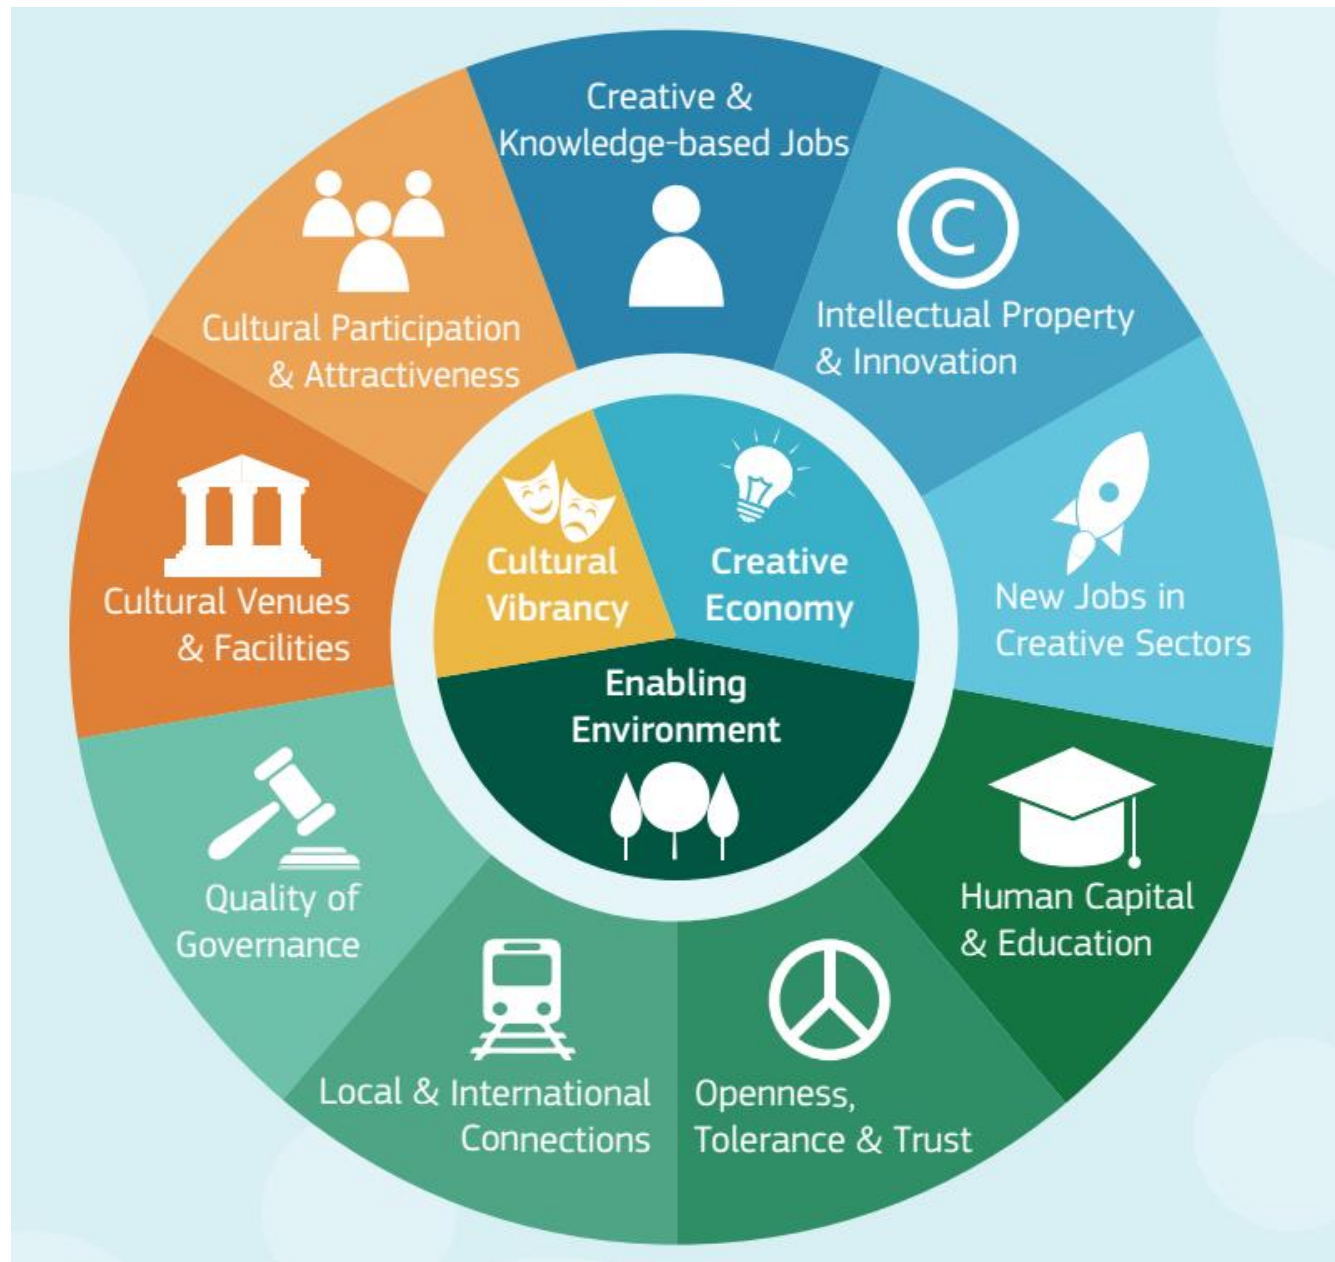 Creative &
Knowledge-based Jobs
C
Intellectual Property
& Innovation
New Jobs in
Creative Sectors
Human Capital
& Education
Openness,
Tolerance & Trust
Local & International
Connections
Quality of
Governance
Cultural Venues
& Facilities
Cultural Participation
& Attractiveness
Cultural
Vibrancy
Creative
Economy
Enabling
Environment